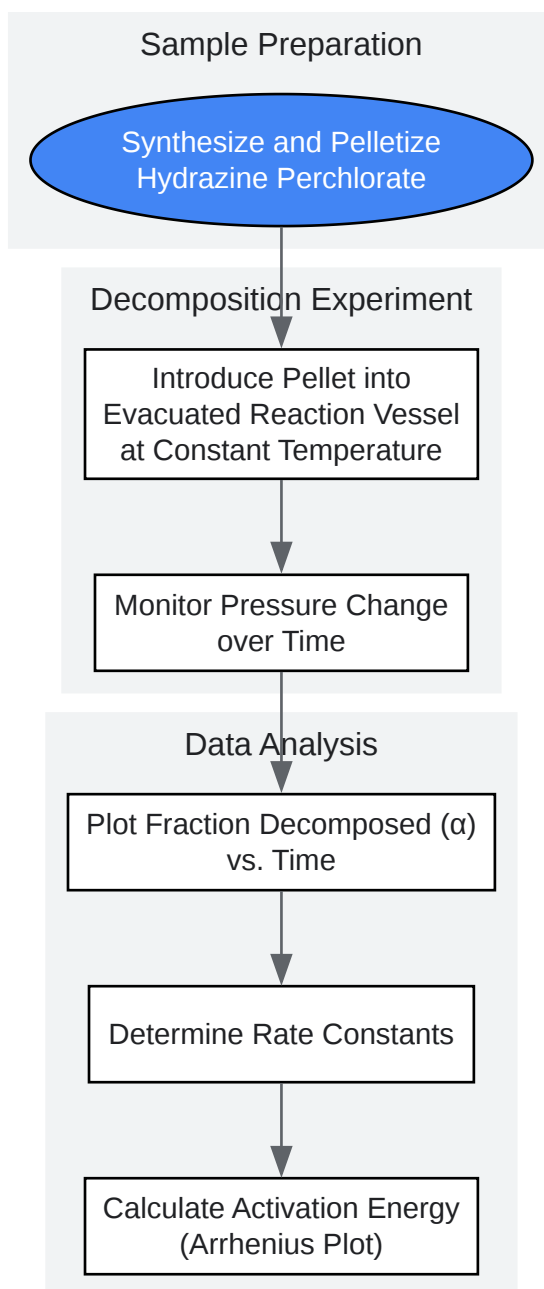 Sample Preparation
Synthesize and Pelletize
Hydrazine Perchlorate
Decomposition Experiment
Introduce Pellet into
Evacuated Reaction Vessel
at Constant Temperature
Monitor Pressure Change
over Time
Data Analysis
Plot Fraction Decomposed (α)
vs. Time
Determine Rate Constants
Calculate Activation Energy
(Arrhenius Plot)